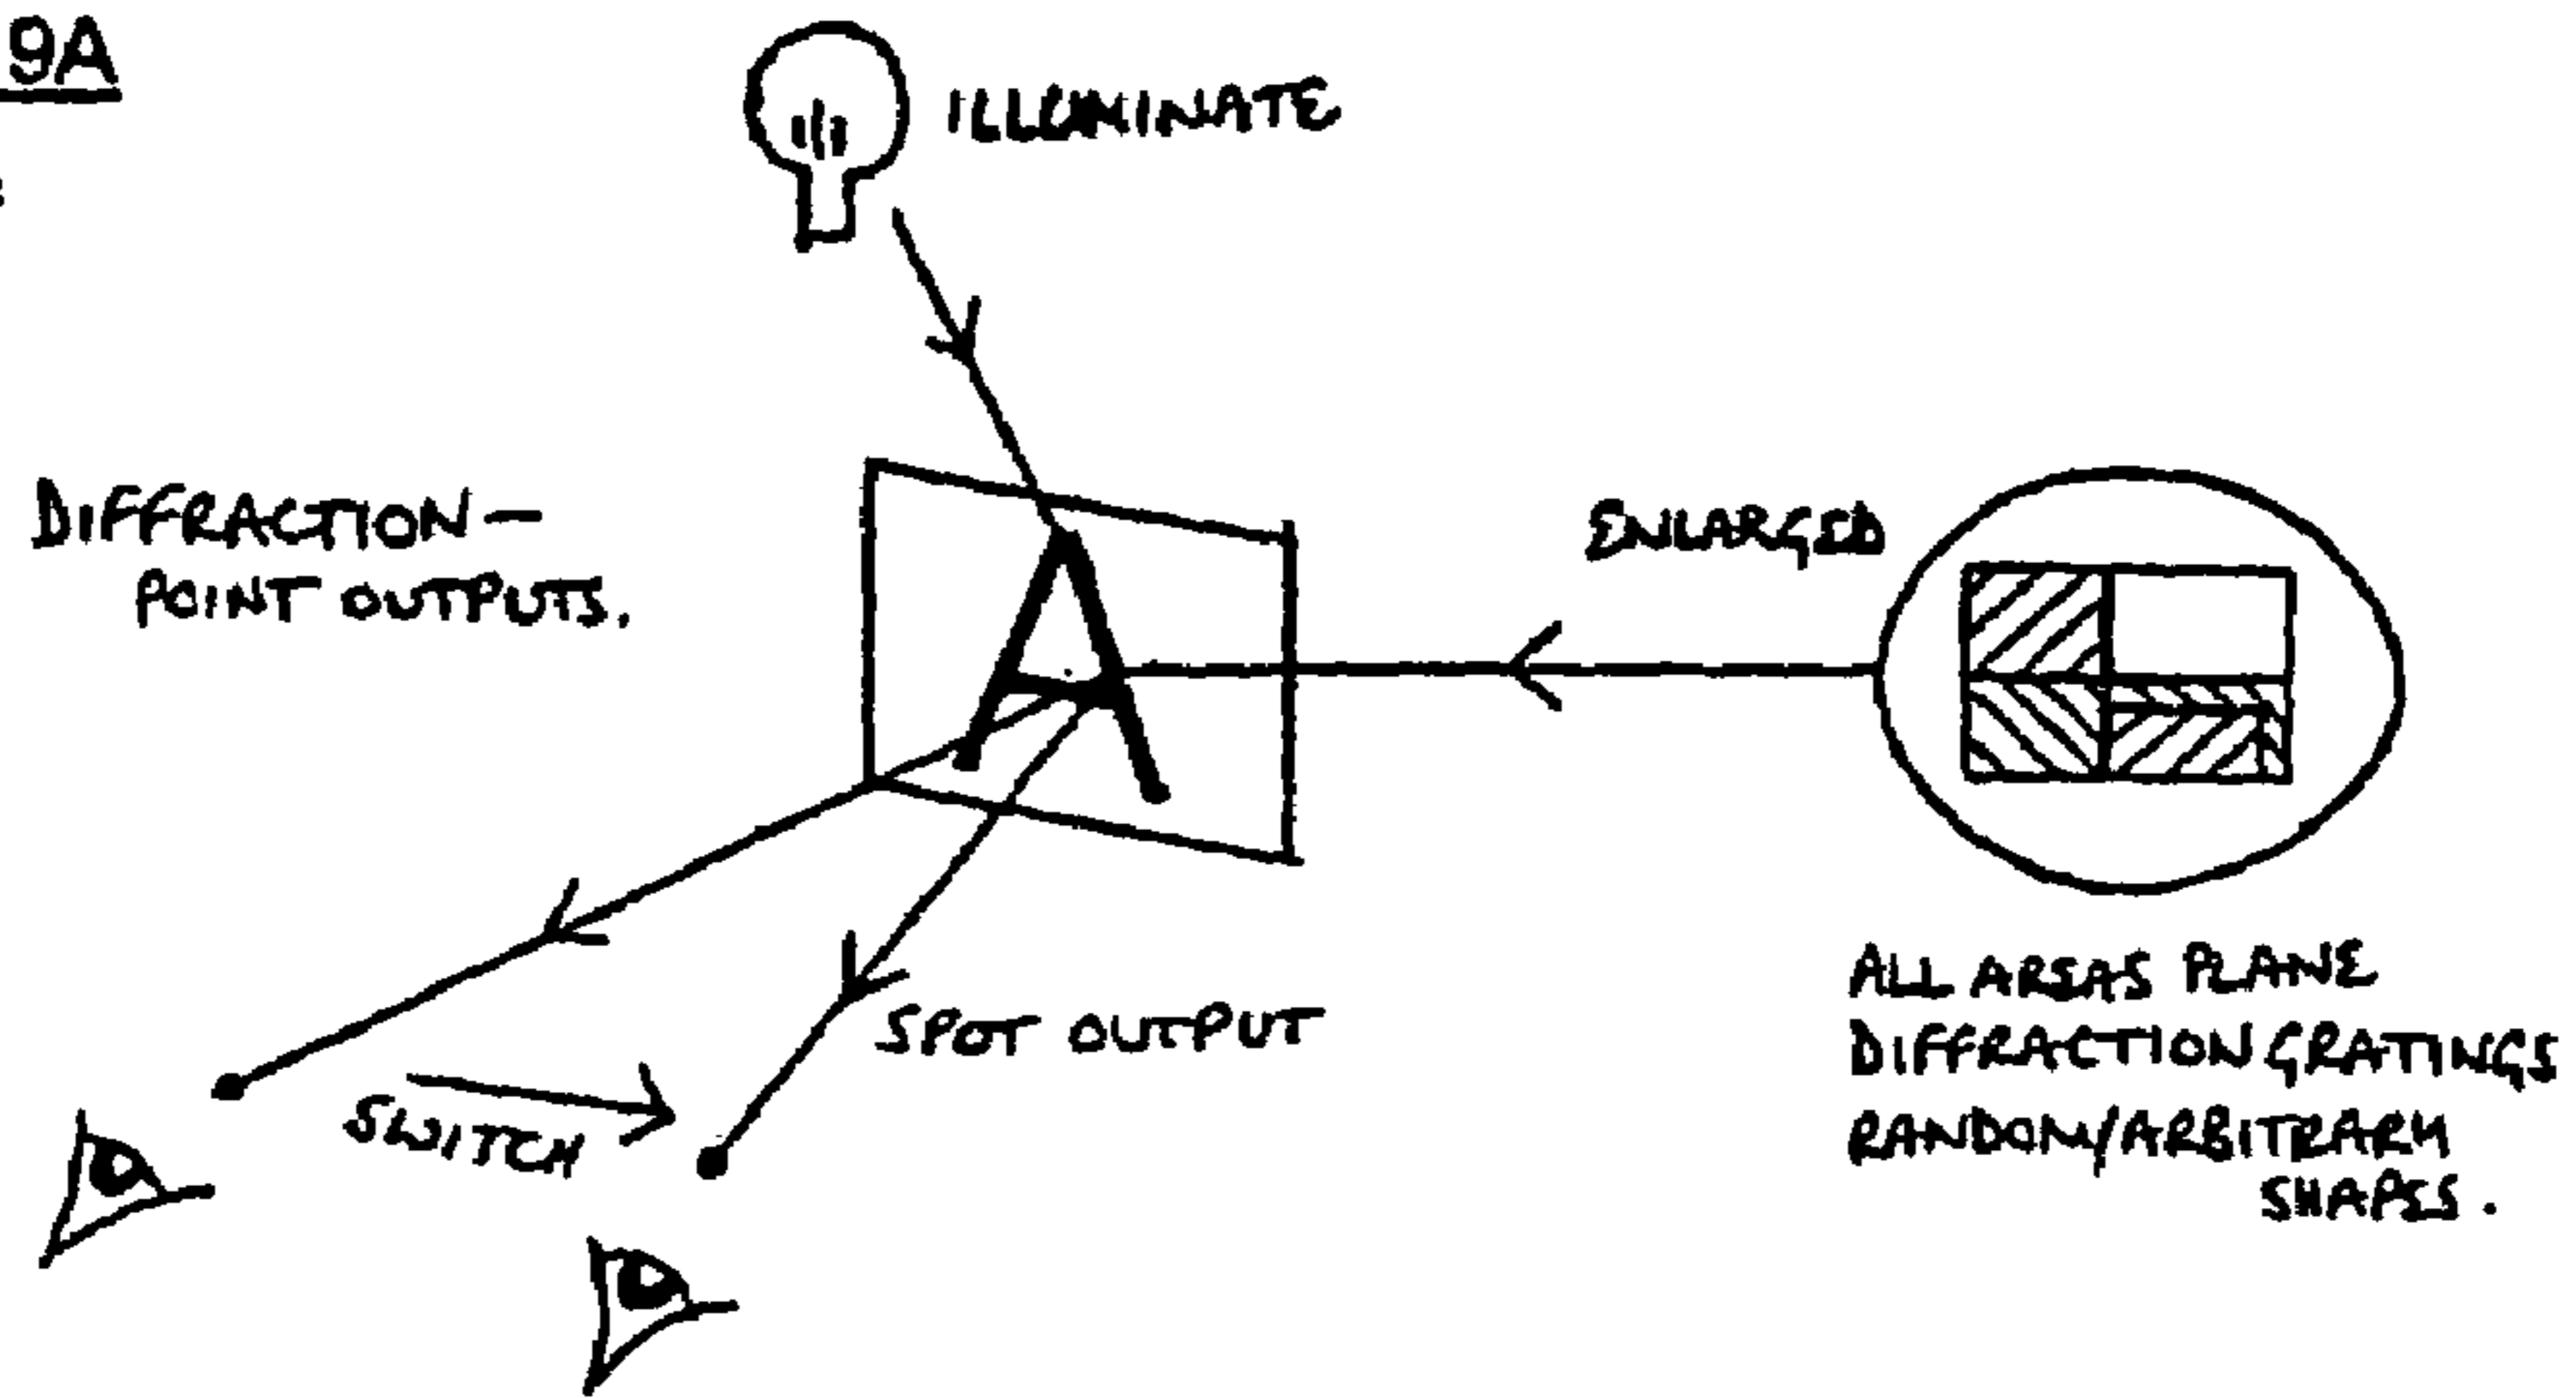 9A
ILLUMINATE
DIFFRACTION-
POINT OUTPUTS.
A
ENLARGED
SPOT OUTPUT
SWITCH
ALL AREAS PLANE
DIFFRACTION GRATINGS
RANDOM/ARBITRARY
SHAPES.